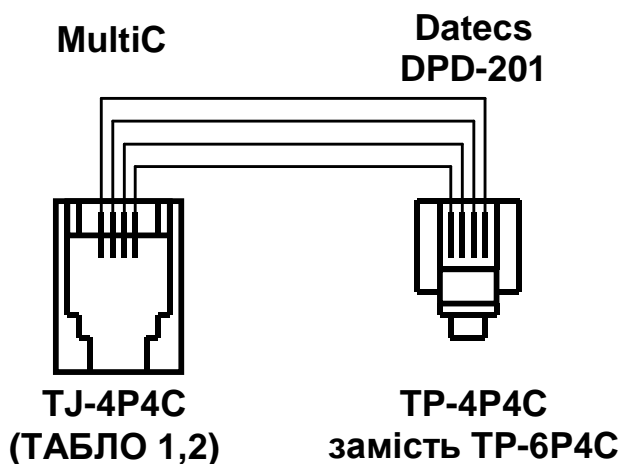 MultiC
Datecs
DPD-201
TJ-4P4C
(ТАБЛО 1,2)
TP-4P4C
замість TP-6P4C